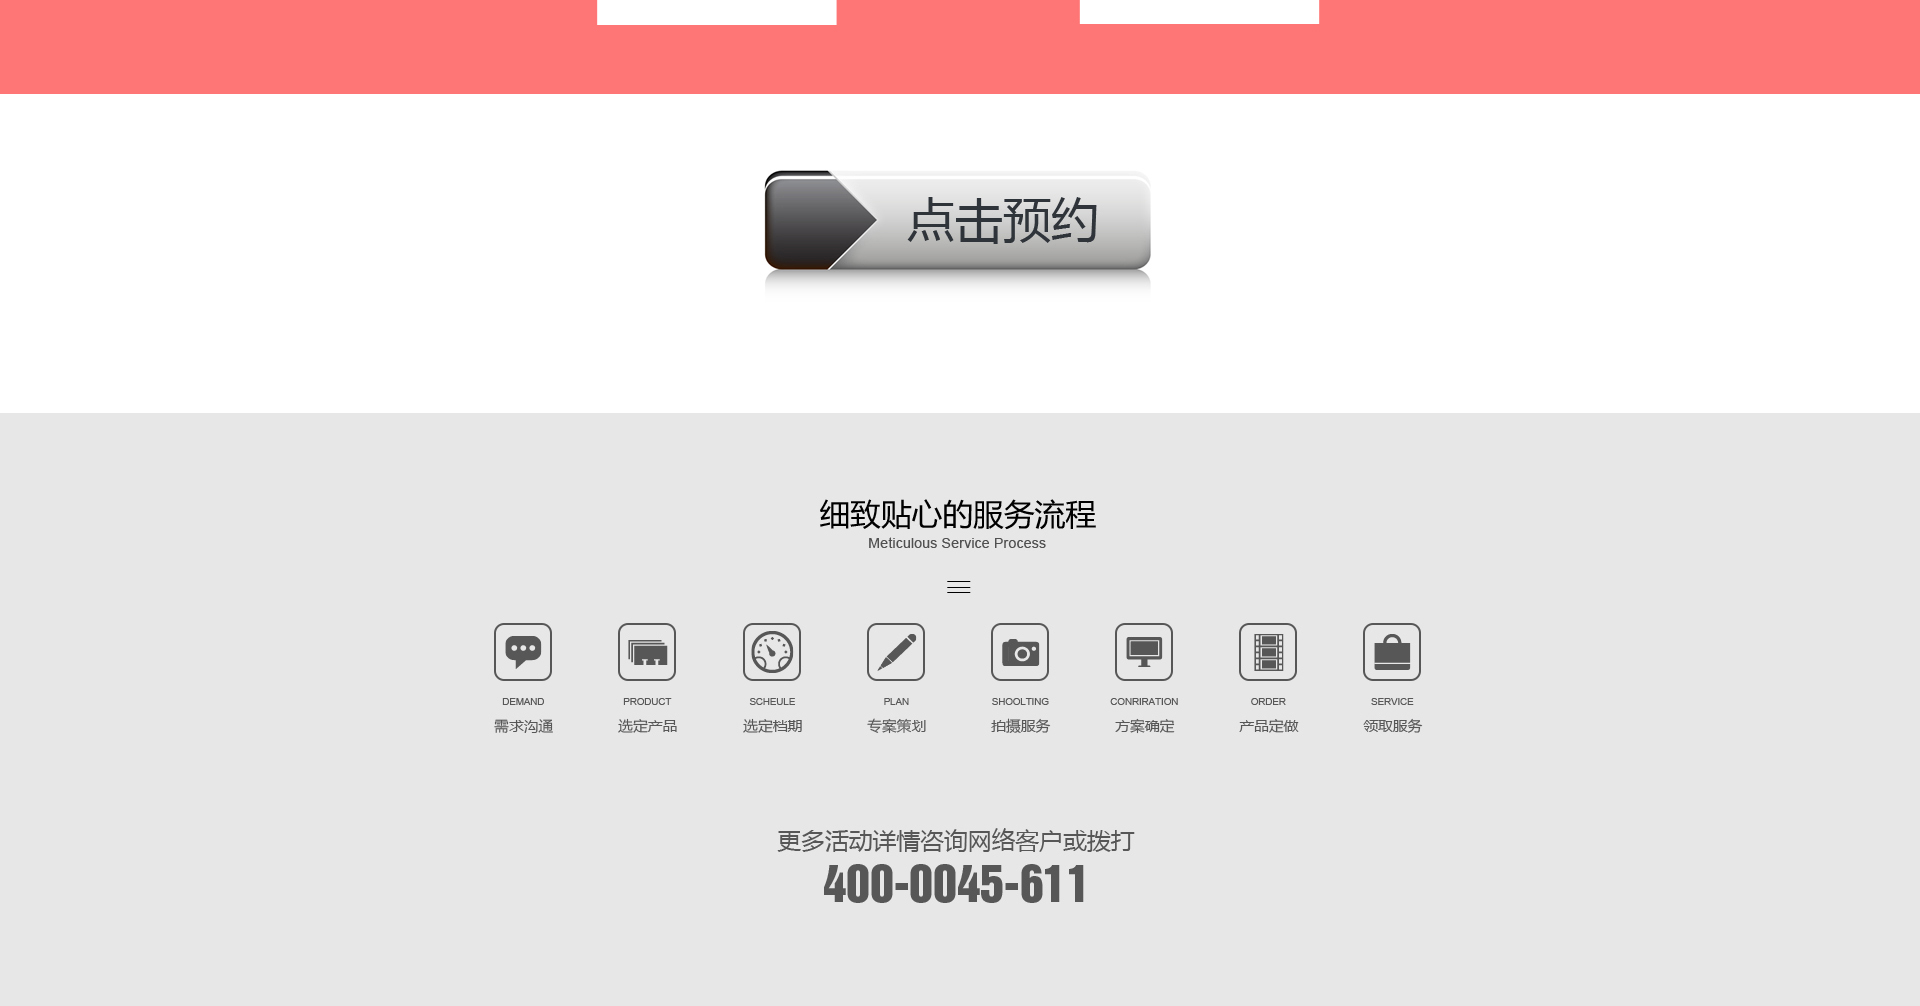 点击预约
细致贴心的服务流程
Meticulous Service Process
DEMAND PRODUCT SCHEULE PLAN SHOOLTING CONRIRATION ORDER SERVICE
需求沟通 选定产品 选定档期 专案策划 拍摄服务 方案确定 产品定做 领取服务
更多活动详情咨询网络客户或拨打
400-0045-611